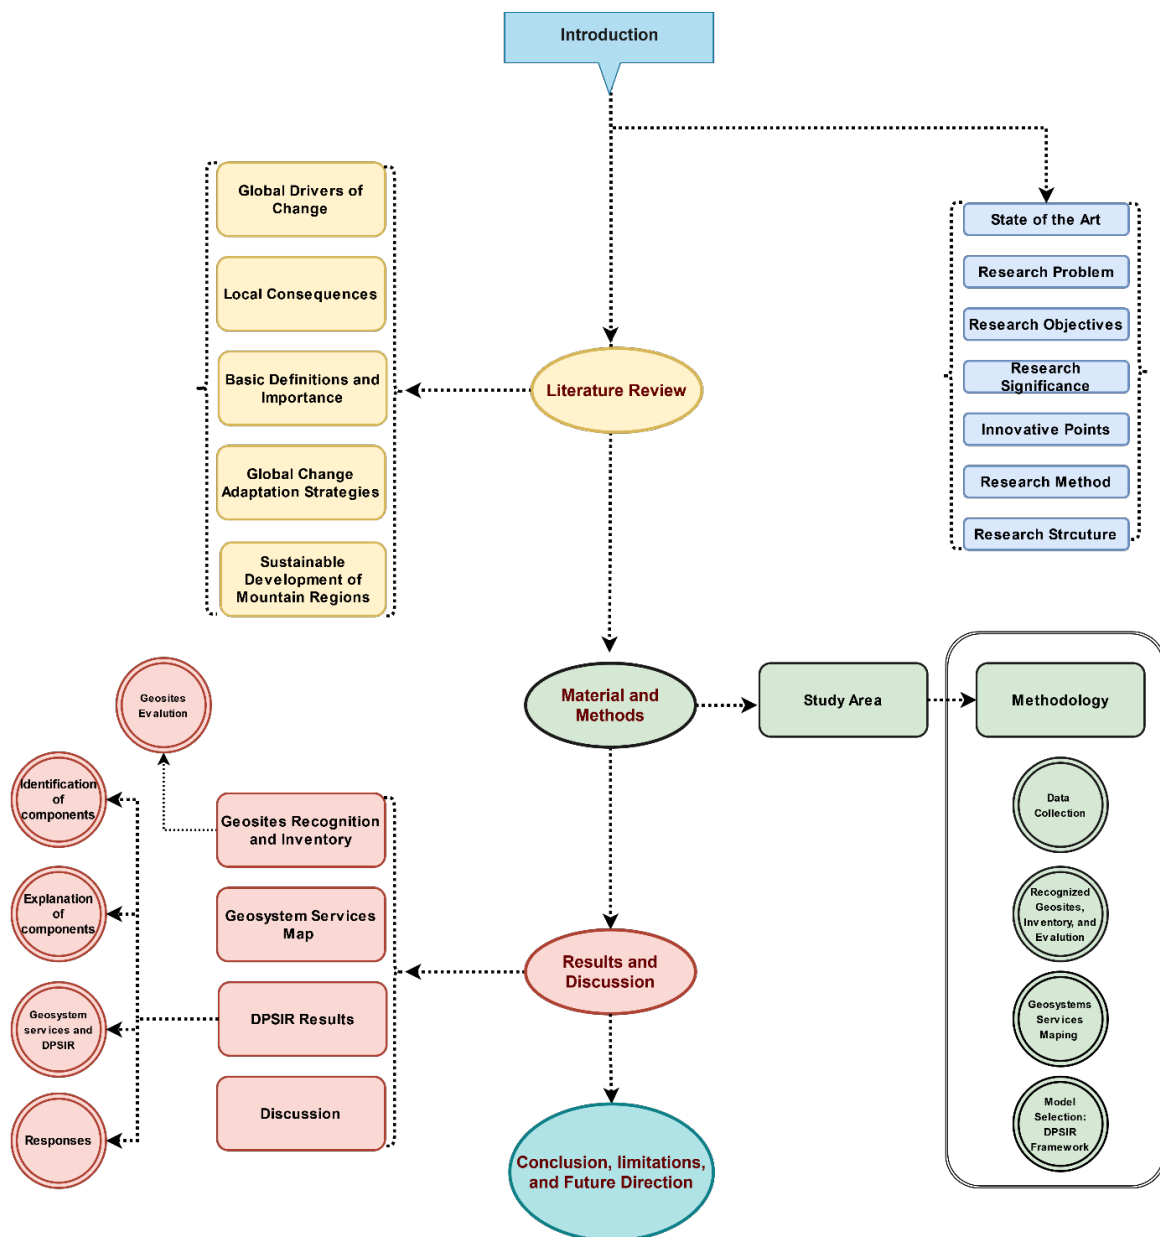 Introduction
State of the Art
Research Problem
Research Objectives
Research
Significance
Innovative Points
Research Method
Research Strcuture
Global Drivers of
Change
Local Consequences
Basic Definitions and
Importance
Global Change
Adaptation Strategies
Sustainable
Development of
Mountain Regions
Literature Review
Material and
Methods
Study Area
Methodology
Data
Collection
Recognized
Geosites,
Inventory, and
Evaluation
Geosystems
Services
Maping
Model
Selection:
DPSIR
Framework
Geosites
Evalution
Identification
of
components
Explanation
of
components
Geosystem
services and
DPSIR
Responses
Geosites Recognition
and Inventory
Geosystem Services
Map
DPSIR Results
Discussion
Results and
Discussion
Conclusion, limitations,
and Future Direction